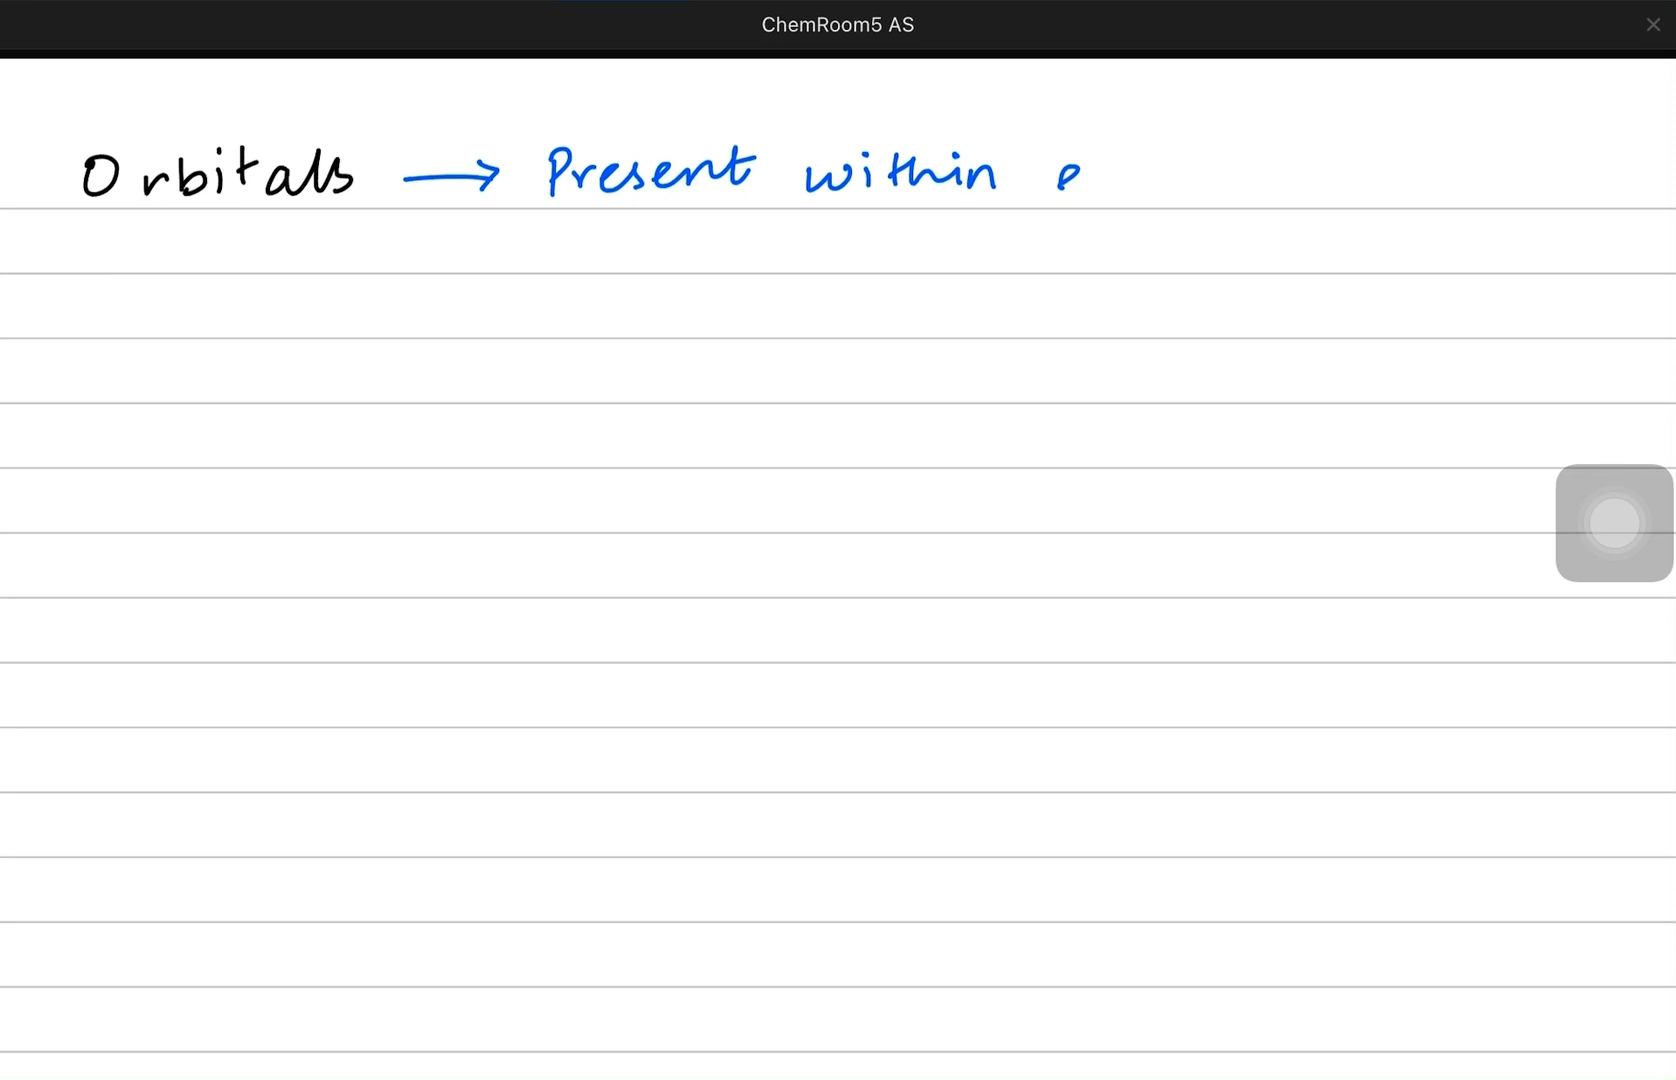 ChemRoom5 AS
Orbitals → Present within e